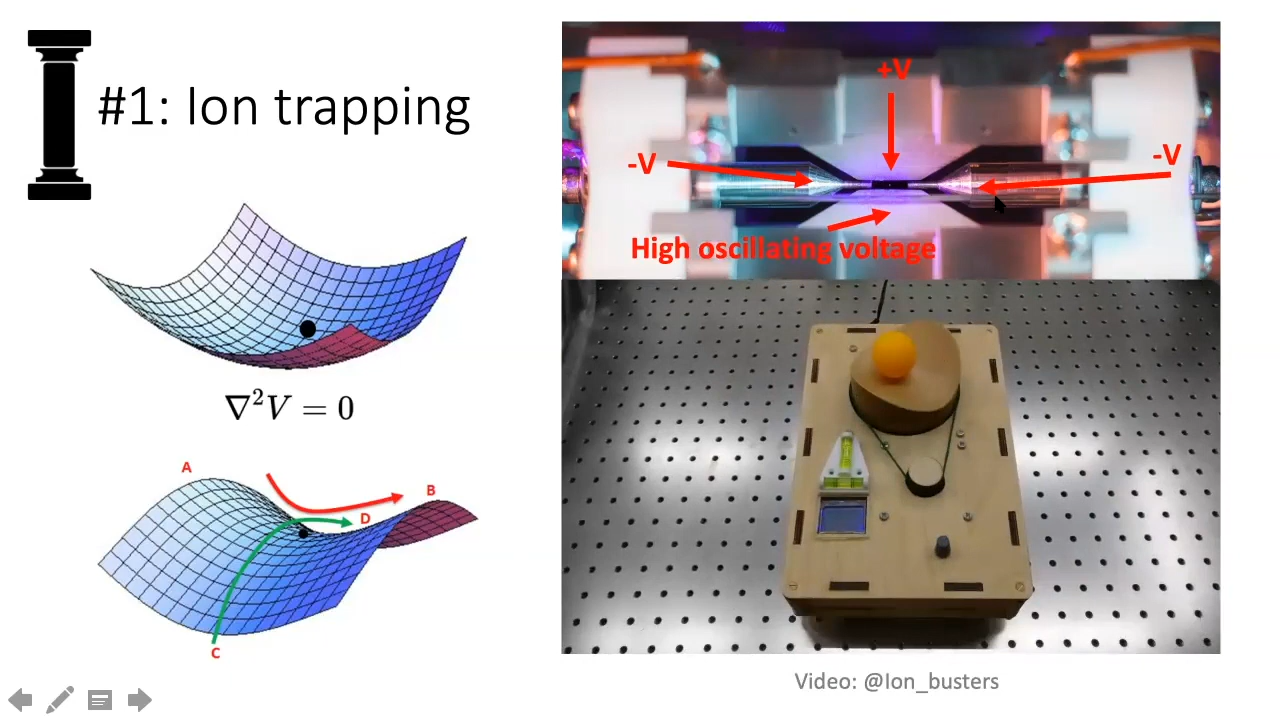 #1: Ion trapping
∇²V = 0
A
B
D
C
+V
-V
-V
High oscillating voltage
Video: @Ion_busters